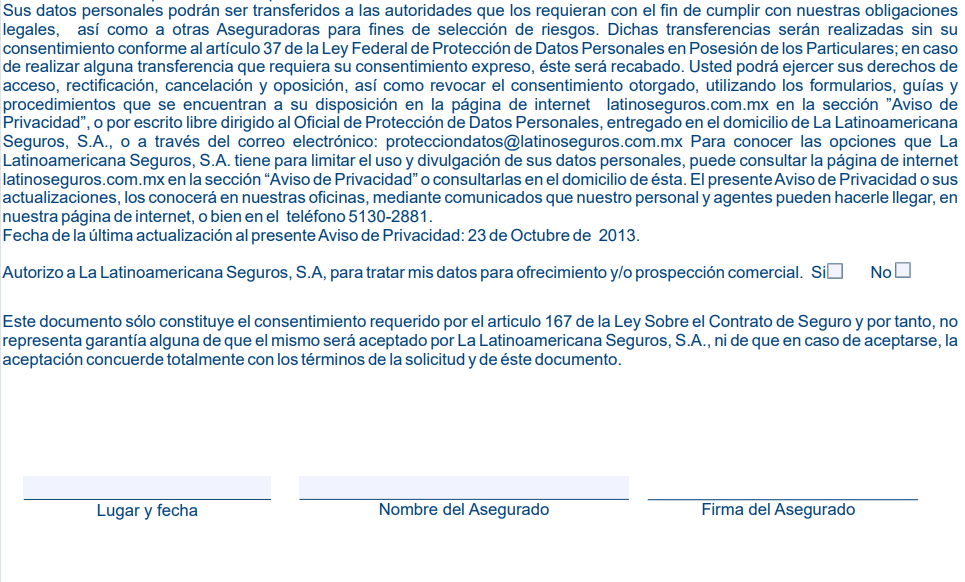 Sus datos personales podrán ser transferidos a las autoridades que los requieran con el fin de cumplir con nuestras obligaciones
legales, así como a otras Aseguradoras para fines de selección de riesgos. Dichas transferencias serán realizadas sin su
consentimiento conforme al artículo 37 de la Ley Federal de Protección de Datos Personales en Posesión de los Particulares; en caso
de realizar alguna transferencia que requiera su consentimiento expreso, éste será recabado. Usted podrá ejercer sus derechos de
acceso, rectificación, cancelación y oposición, así como revocar el consentimiento otorgado, utilizando los formularios, guías y
procedimientos que se encuentran a su disposición en la página de internet latinoseguros.com.mx en la sección ”Aviso de
Privacidad”, o por escrito libre dirigido al Oficial de Protección de Datos Personales, entregado en el domicilio de La Latinoamericana
Seguros, S.A., o a través del correo electrónico: protecciondatos@latinoseguros.com.mx Para conocer las opciones que La
Latinoamericana Seguros, S.A. tiene para limitar el uso y divulgación de sus datos personales, puede consultar la página de internet
latinoseguros.com.mx en la sección “Aviso de Privacidad” o consultarlas en el domicilio de ésta. El presente Aviso de Privacidad o sus
actualizaciones, los conocerá en nuestras oficinas, mediante comunicados que nuestro personal y agentes pueden hacerle llegar, en
nuestra página de internet, o bien en el teléfono 5130-2881.
Fecha de la última actualización al presente Aviso de Privacidad: 23 de Octubre de 2013.
Autorizo a La Latinoamericana Seguros, S.A, para tratar mis datos para ofrecimiento y/o prospección comercial. Si No
Este documento sólo constituye el consentimiento requerido por el articulo 167 de la Ley Sobre el Contrato de Seguro y por tanto, no
representa garantía alguna de que el mismo será aceptado por La Latinoamericana Seguros, S.A., ni de que en caso de aceptarse, la
aceptación concuerde totalmente con los términos de la solicitud y de éste documento.
Lugar y fecha Nombre del Asegurado Firma del Asegurado